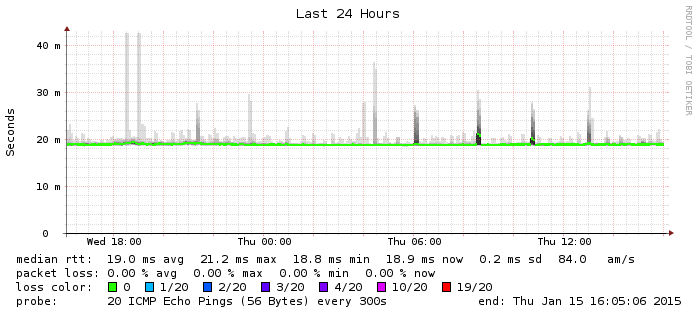 Last 24 Hours
RRDTOOL / TOBI OETIKER
Seconds
40 m
30 m
20 m
10 m
0
Wed 18:00 Thu 00:00 Thu 06:00 Thu 12:00
median rtt: 19.0 ms avg 21.2 ms max 18.8 ms min 18.9 ms now 0.2 ms sd 84.0 am/s
packet loss: 0.00 % avg 0.00 % max 0.00 % min 0.00 % now
loss color: 0 1/20 2/20 3/20 4/20 10/20 19/20
probe: 20 ICMP Echo Pings (56 Bytes) every 300s end: Thu Jan 15 16:05:06 2015